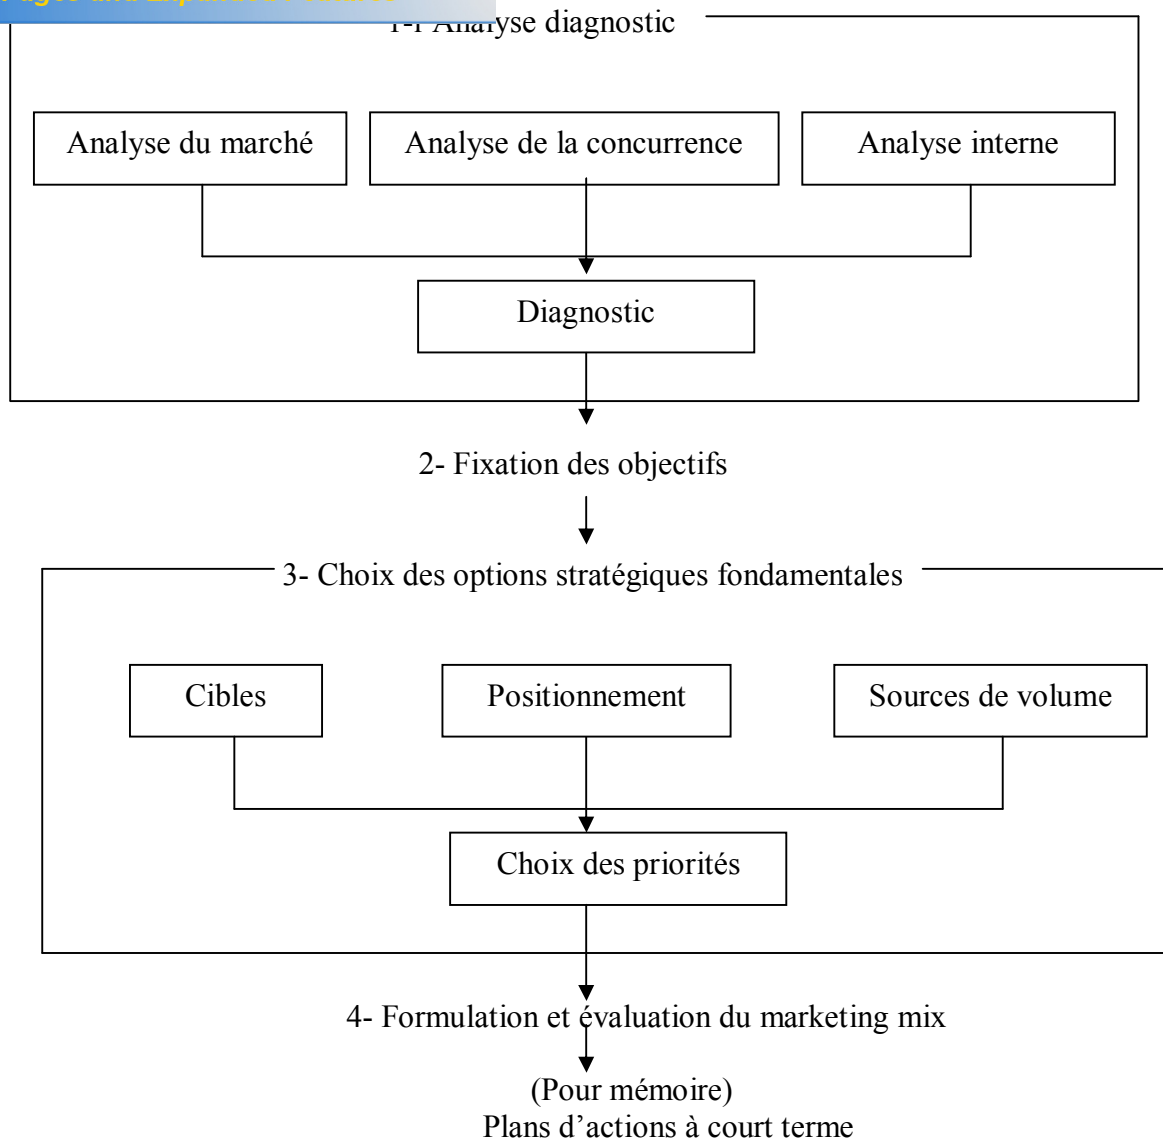 Analyse diagnostic
Analyse du marché
Analyse de la concurrence
Analyse interne
Diagnostic
2- Fixation des objectifs
3- Choix des options stratégiques fondamentales
Cibles
Positionnement
Sources de volume
Choix des priorités
4- Formulation et évaluation du marketing mix
(Pour mémoire)
Plans d’actions à court terme